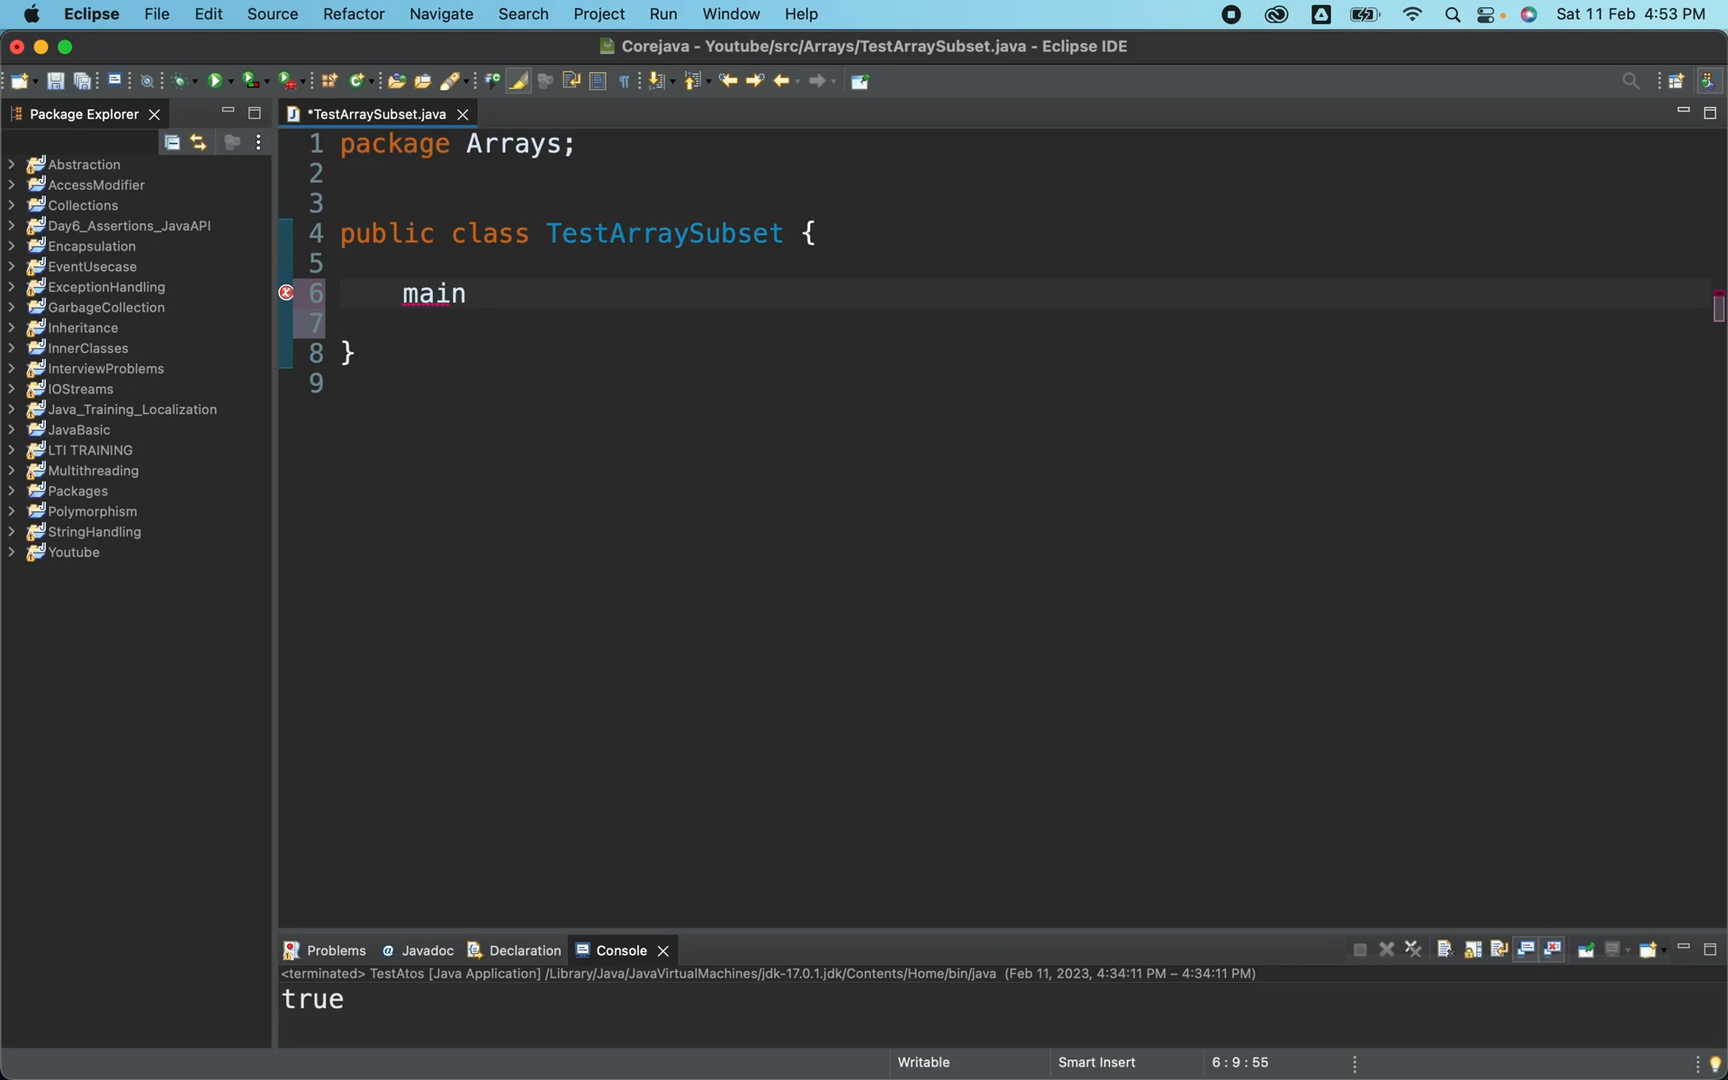 Eclipse File Edit Source Refactor Navigate Search Project Run Window Help Sat 11 Feb 4:53 PM
Corejava - Youtube/src/Arrays/TestArraySubset.java - Eclipse IDE
Package Explorer
Abstraction
AccessModifier
Collections
Day6_Assertions_JavaAPI
Encapsulation
EventUsecase
ExceptionHandling
GarbageCollection
Inheritance
InnerClasses
InterviewProblems
IOStreams
Java_Training_Localization
JavaBasic
LTI TRAINING
Multithreading
Packages
Polymorphism
StringHandling
Youtube
*TestArraySubset.java
1 package Arrays;
2
3
4 public class TestArraySubset {
5
6 main
7
8 }
9
Problems @ Javadoc Declaration Console
<terminated> TestAtos [Java Application] /Library/Java/JavaVirtualMachines/jdk-17.0.1.jdk/Contents/Home/bin/java (Feb 11, 2023, 4:34:11 PM – 4:34:11 PM)
true
Writable Smart Insert 6 : 9 : 55